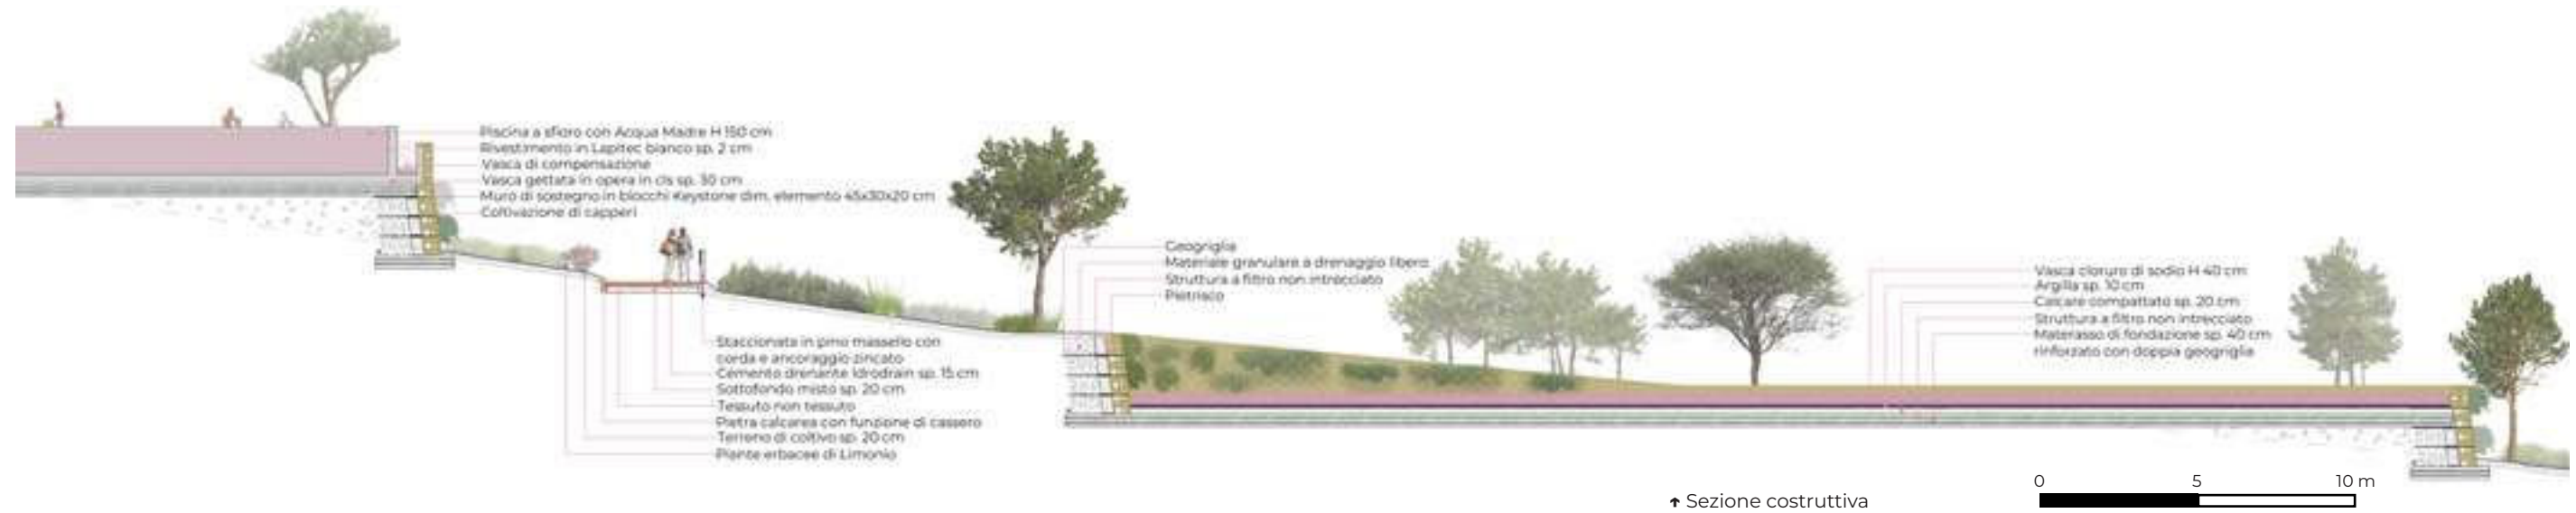 Piscina a sfioro con Acqua Madre H 150 cm
Rivestimento in Lapitec bianco sp. 2 cm
Vasca di compensazione
Vasca gettata in opera in cls sp. 30 cm
Muro di sostegno in blocchi Keystone dim. elemento 45x30x20 cm
Coltivazione di capperi
Geogriglia
Materiale granulare a drenaggio libero
Struttura a filtro non intrecciato
Pietrisco
Vasca cloruro di sodio H 40 cm
Argilla sp. 10 cm
Calcare compattato sp. 20 cm
Struttura a filtro non intrecciato
Materasso di fondazione sp. 40 cm
rinforzato con doppia geogriglia
Staccionata in pino massello con
corda e ancoraggio zincato
Cemento drenante Idrodrain sp. 15 cm
Sottofondo misto sp. 20 cm
Tessuto non tessuto
Pietra calcarea con funzione di cassero
Terreno di coltivo sp. 20 cm
Piante erbacee di Limonio
↑ Sezione costruttiva
0 5 10 m